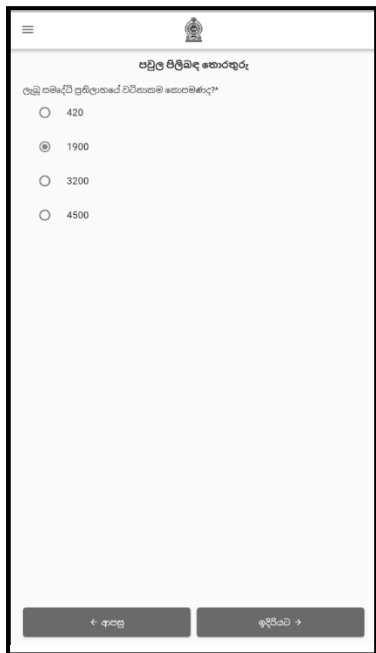 පවුල පිලිබඳ තොරතුරු
ලැබූ සමෘද්ධි ප්‍රතිලාභයේ වටිනාකම කොපමණද?*
420
1900
3200
4500
← ආපසු
ඉදිරියට →